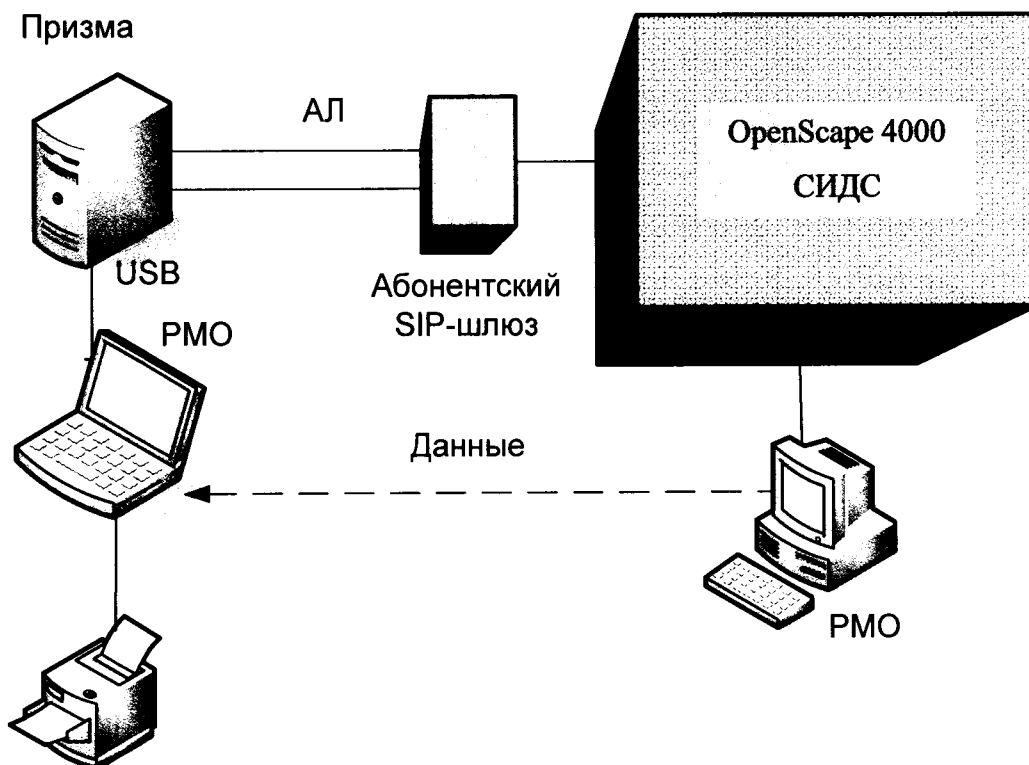 Призма
АЛ
OpenScape 4000
СИДС
USB
Абонентский
SIP-шлюз
РМО
Данные
РМО